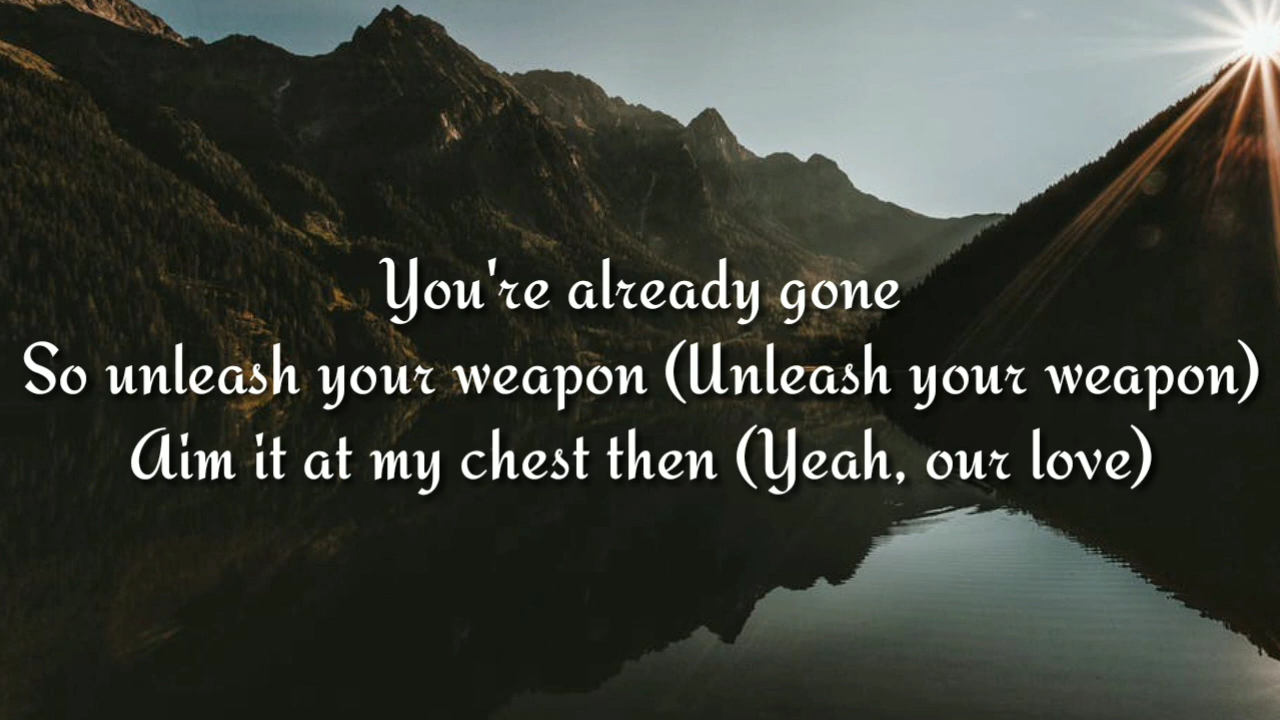 You're already gone
So unleash your weapon (Unleash your weapon)
Aim it at my chest then (Yeah, our love)